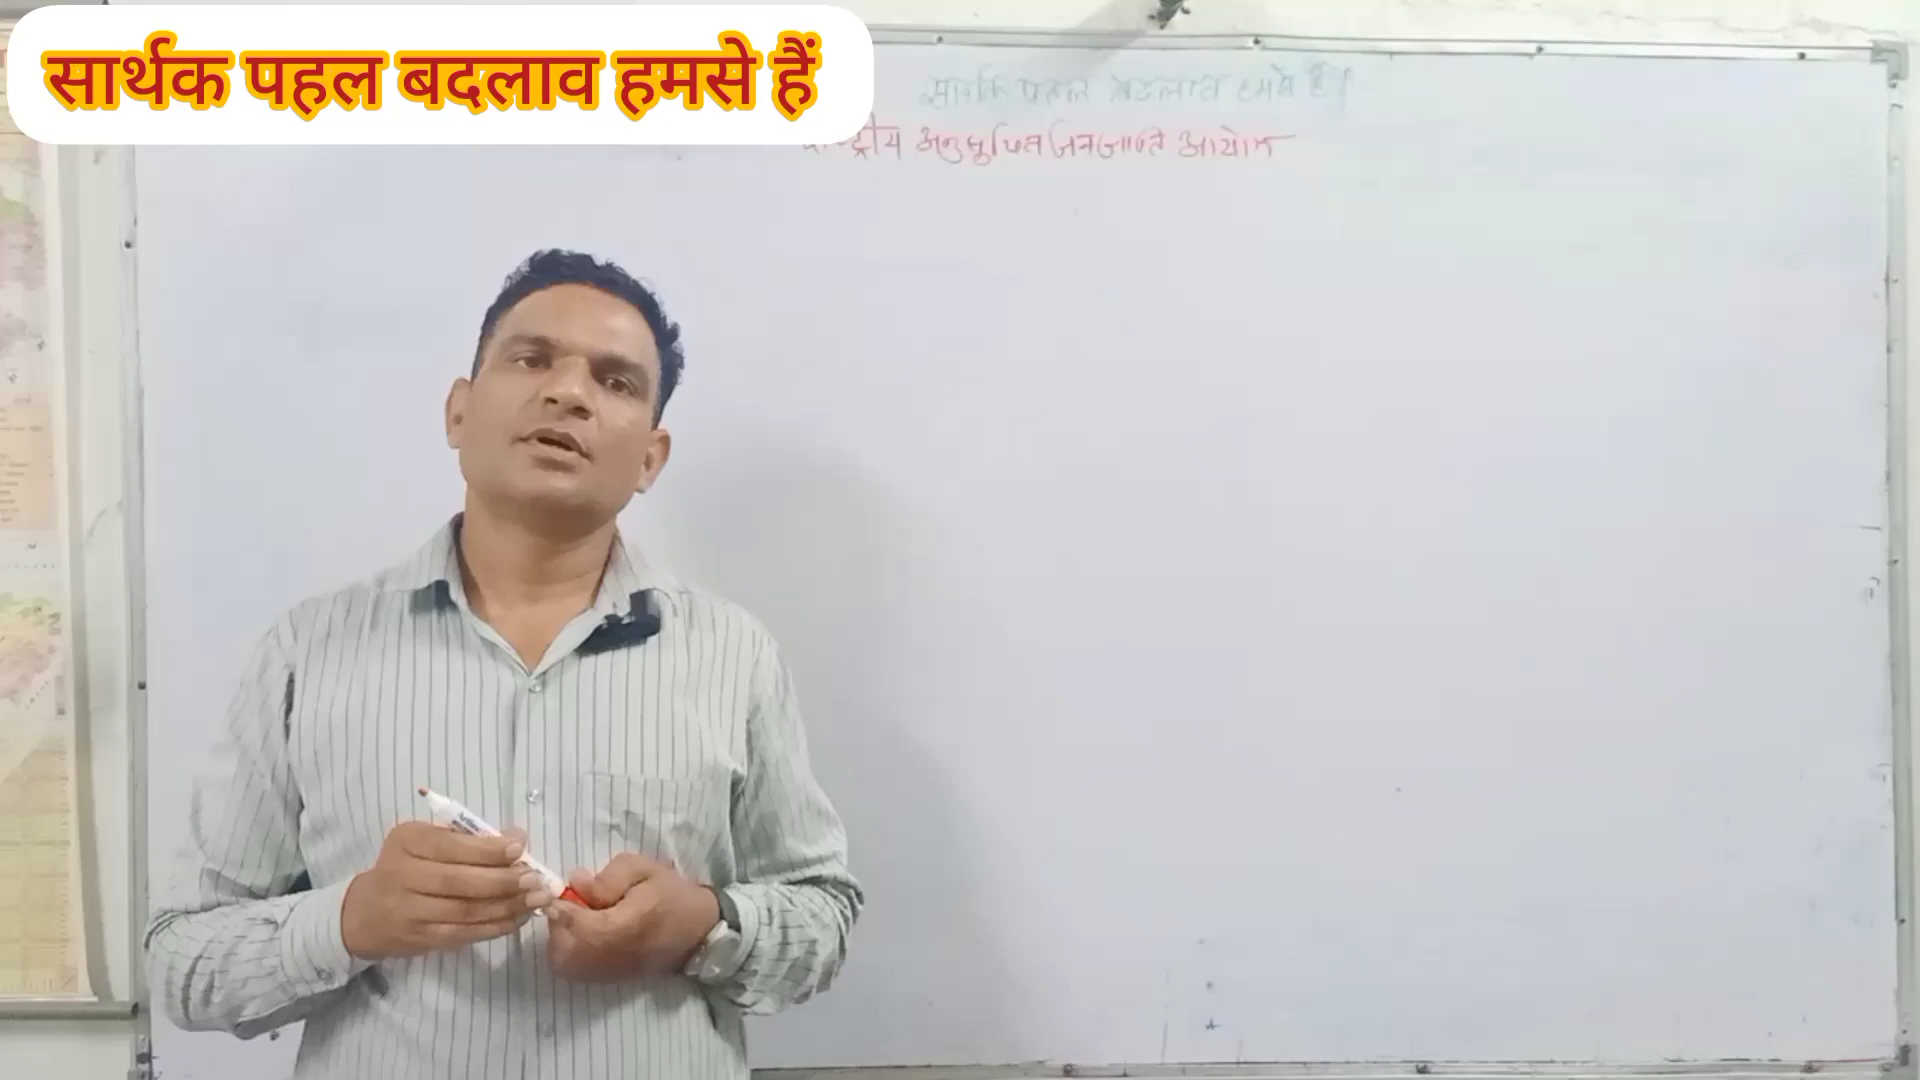 सार्थक पहल बदलाव हमसे हैं
सार्थक पहल बदलाव हमसे हैं।
राष्ट्रीय अनुसूचित जनजाति आयोग